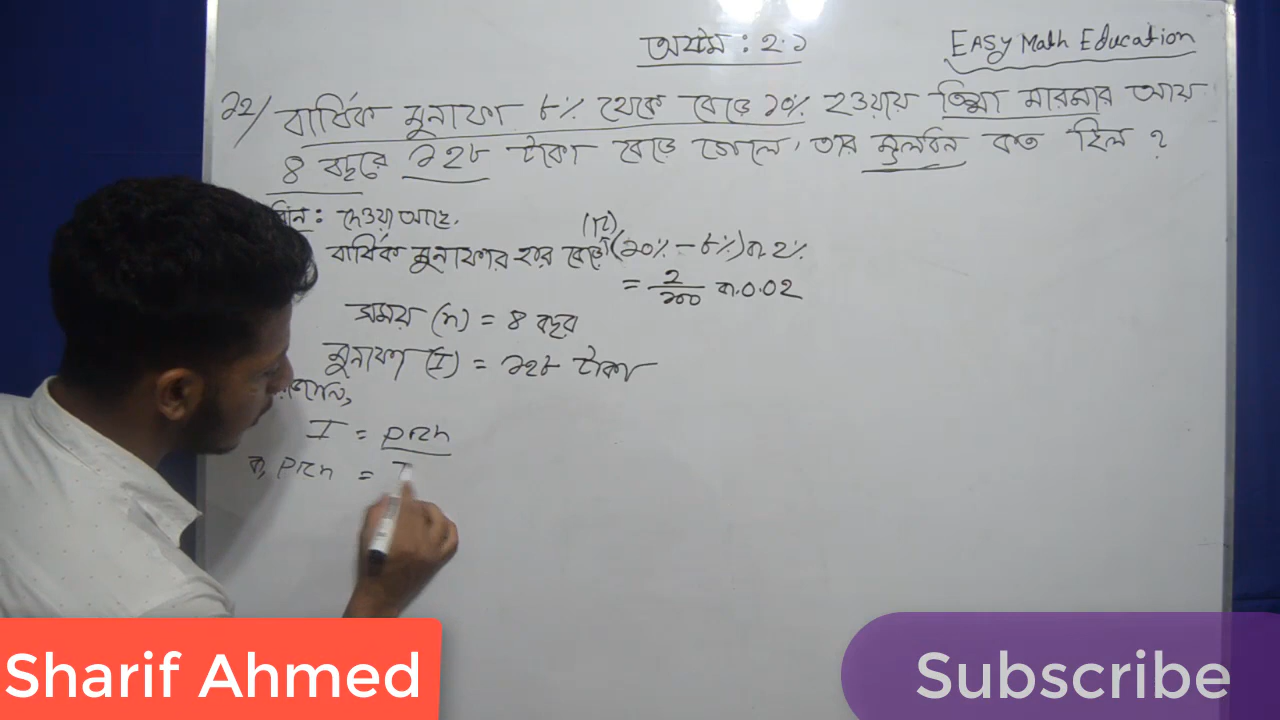 অধ্যায় : ২.১
EASy Math Education
১২/ বার্ষিক মুনাফা ৮% থেকে বেড়ে ১০% হওয়ায় তিষা মারমার আয়
৪ বছরে ১২৮ টাকা বেড়ে গেলে, তার মূলধন কত ছিল ?
ধান : দেওয়া আছে,
(r)
বার্ষিক মুনাফার হার বেড়ে (১০% - ৮%) বা ২%
= 2/১০০ বা 0.02
সময় (n) = ৪ বছর
মুনাফা (I) = ১২৮ টাকা
জানি,
I = prn
বা, prn = I
Sharif Ahmed
Subscribe